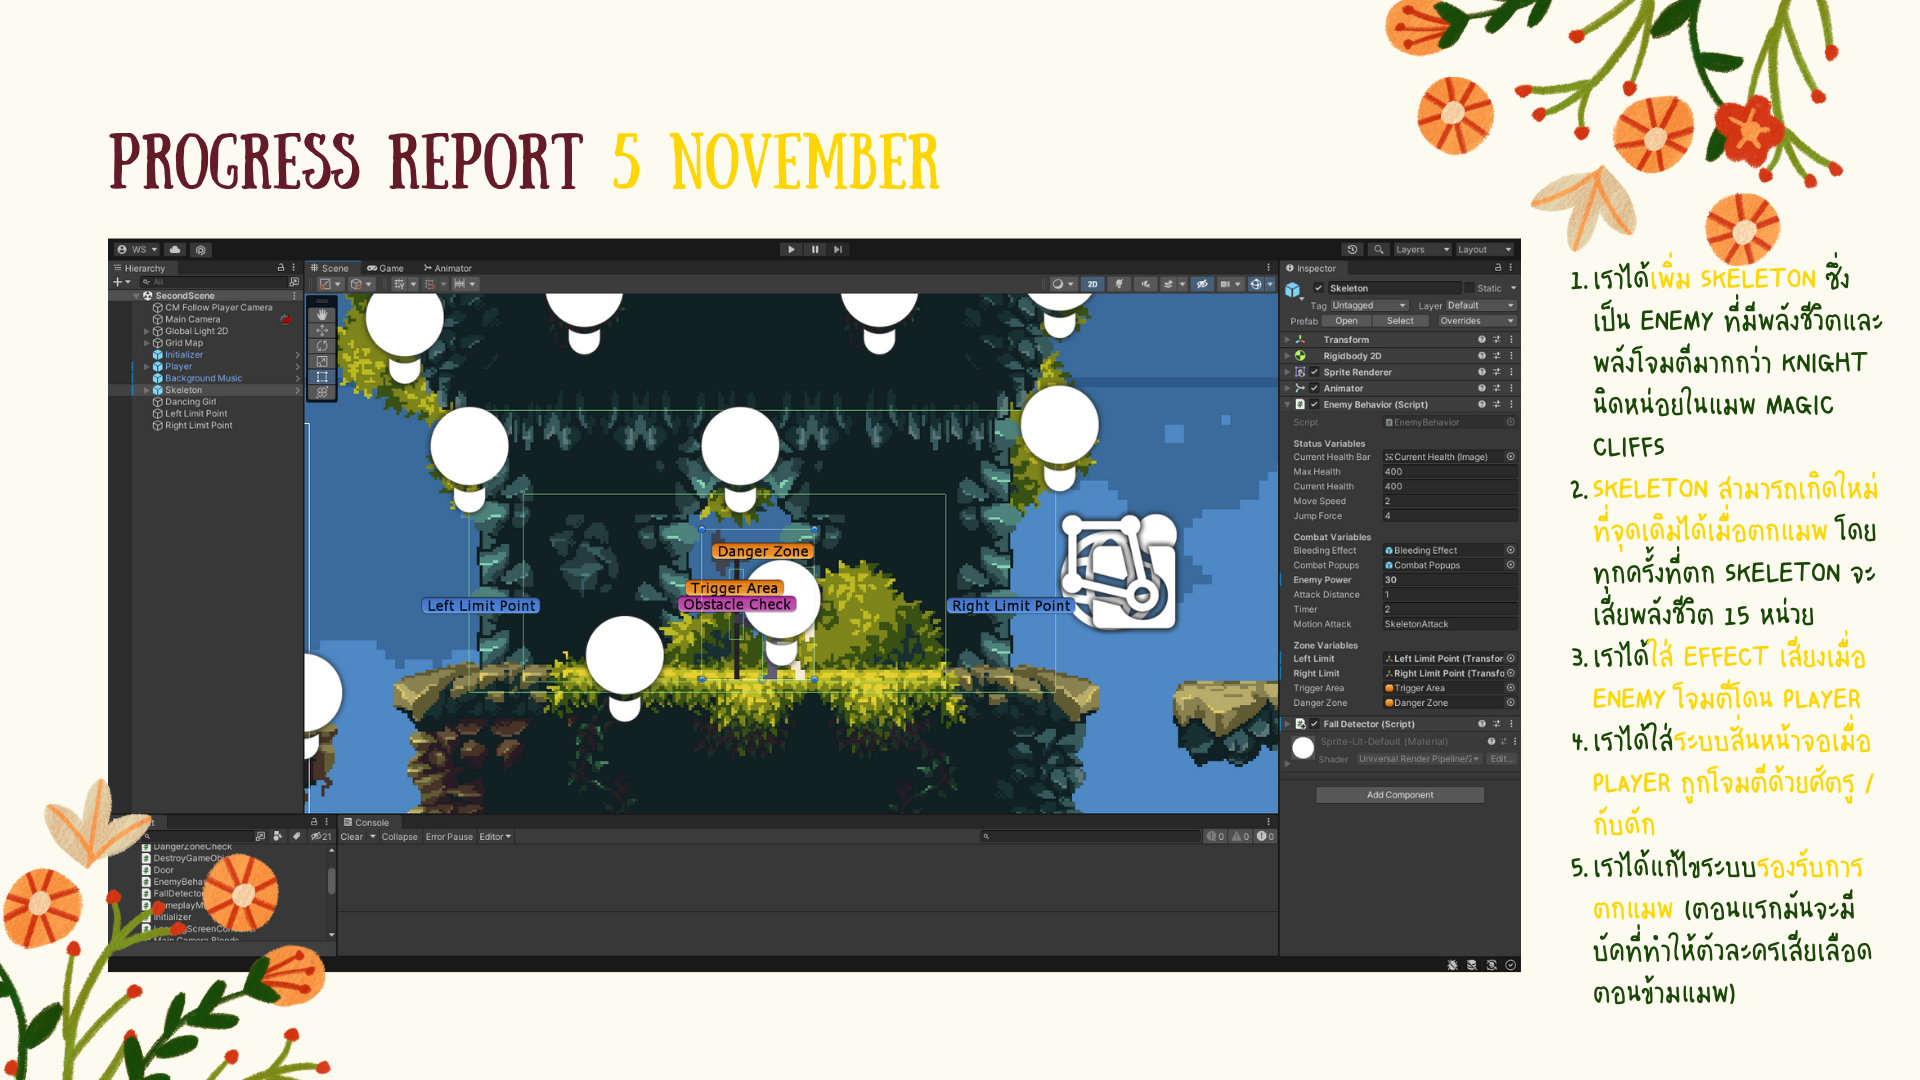 PROGRESS REPORT 5 NOVEMBER
WS
Layers
Layout
Hierarchy
All
SecondScene
CM Follow Player Camera
Main Camera
Global Light 2D
Grid Map
Initializer
Player
Background Music
Skeleton
Dancing Girl
Left Limit Point
Right Limit Point
Scene
Game
Animator
2D
Danger Zone
Trigger Area
Obstacle Check
Left Limit Point
Right Limit Point
Inspector
Skeleton
Static
Tag Untagged
Layer Default
Prefab Open Select Overrides
Transform
Rigidbody 2D
Sprite Renderer
Animator
Enemy Behavior (Script)
Script EnemyBehavior
Status Variables
Current Health Bar Current Health (Image)
Max Health 400
Current Health 400
Move Speed 2
Jump Force 4
Combat Variables
Bleeding Effect Bleeding Effect
Combat Popups Combat Popups
Enemy Power 30
Attack Distance 1
Timer 2
Motion Attack SkeletonAttack
Zone Variables
Left Limit Left Limit Point (Transfor
Right Limit Right Limit Point (Transfo
Trigger Area Trigger Area
Danger Zone Danger Zone
Fall Detector (Script)
Sprite-Lit-Default (Material)
Shader Universal Render Pipeline/2 Edit...
Add Component
21
DangerZoneCheck
DestroyGameObj
Door
EnemyBehav
FallDetector
Initializer
Main Camera Blends
Console
Clear Collapse Error Pause Editor
0 0 0
1. เราได้เพิ่ม SKELETON ซึ่ง
เป็น ENEMY ที่มีพลังชีวิตและ
พลังโจมตีมากกว่า KNIGHT
นิดหน่อยในแมพ MAGIC
CLIFFS
2. SKELETON สามารถเกิดใหม่
ที่จุดเดิมได้เมื่อตกแมพ โดย
ทุกครั้งที่ตก SKELETON จะ
เสียพลังชีวิต 15 หน่วย
3. เราได้ใส่ EFFECT เสียงเมื่อ
ENEMY โจมตีโดน PLAYER
4. เราได้ใส่ระบบสั่นหน้าจอเมื่อ
PLAYER ถูกโจมตีด้วยศัตรู /
กับดัก
5. เราได้แก้ไขระบบรองรับการ
ตกแมพ (ตอนแรกมันจะมี
บัคที่ทำให้ตัวละครเสียเลือด
ตอนข้ามแมพ)